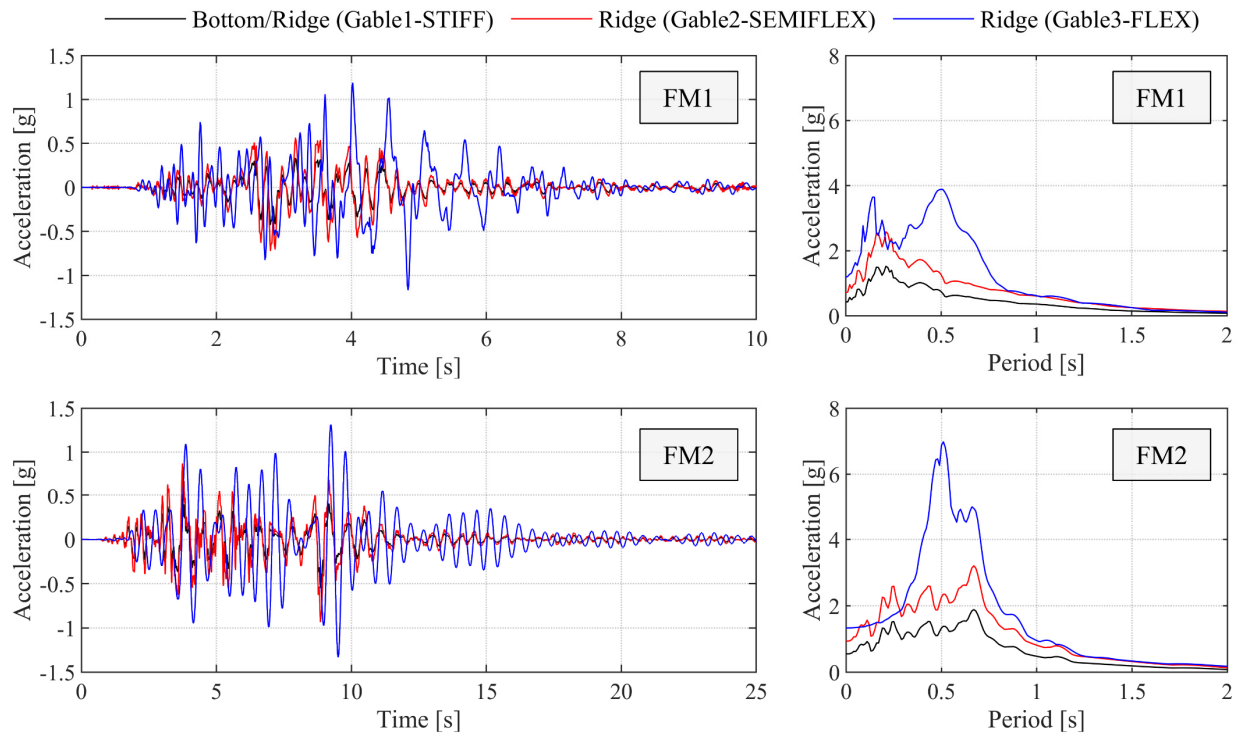 Bottom/Ridge (Gable1-STIFF) Ridge (Gable2-SEMIFLEX) Ridge (Gable3-FLEX)
Acceleration [g]
1.5
1
0.5
0
-0.5
-1
-1.5
FM1
0 2 4 6 8 10
Time [s]
Acceleration [g]
8
6
4
2
0
FM1
0 0.5 1 1.5 2
Period [s]
Acceleration [g]
1.5
1
0.5
0
-0.5
-1
-1.5
FM2
0 5 10 15 20 25
Time [s]
Acceleration [g]
8
6
4
2
0
FM2
0 0.5 1 1.5 2
Period [s]